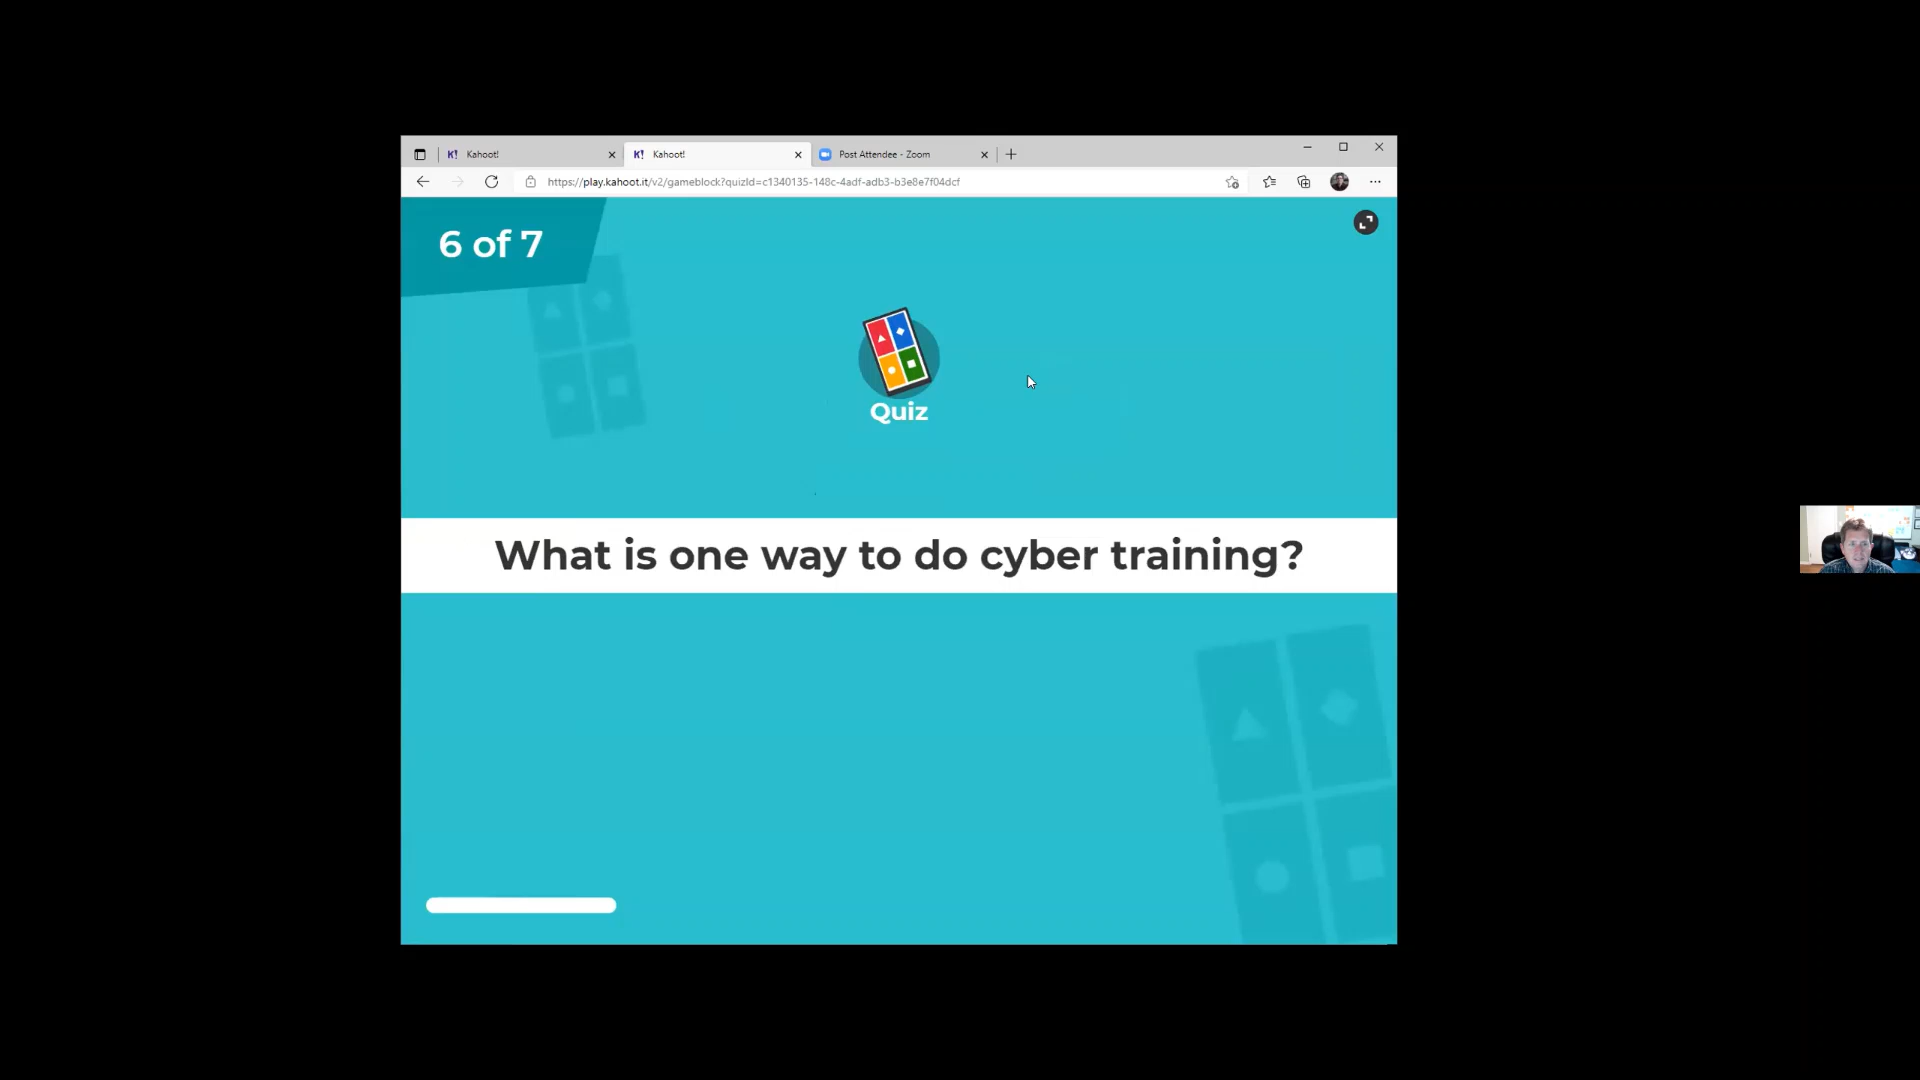 Kahoot!
Kahoot!
Post Attendee - Zoom
https://play.kahoot.it/v2/gameblock?quizId=c1340135-148c-4adf-adb3-b3e8e7f04dcf
6 of 7
Quiz
What is one way to do cyber training?